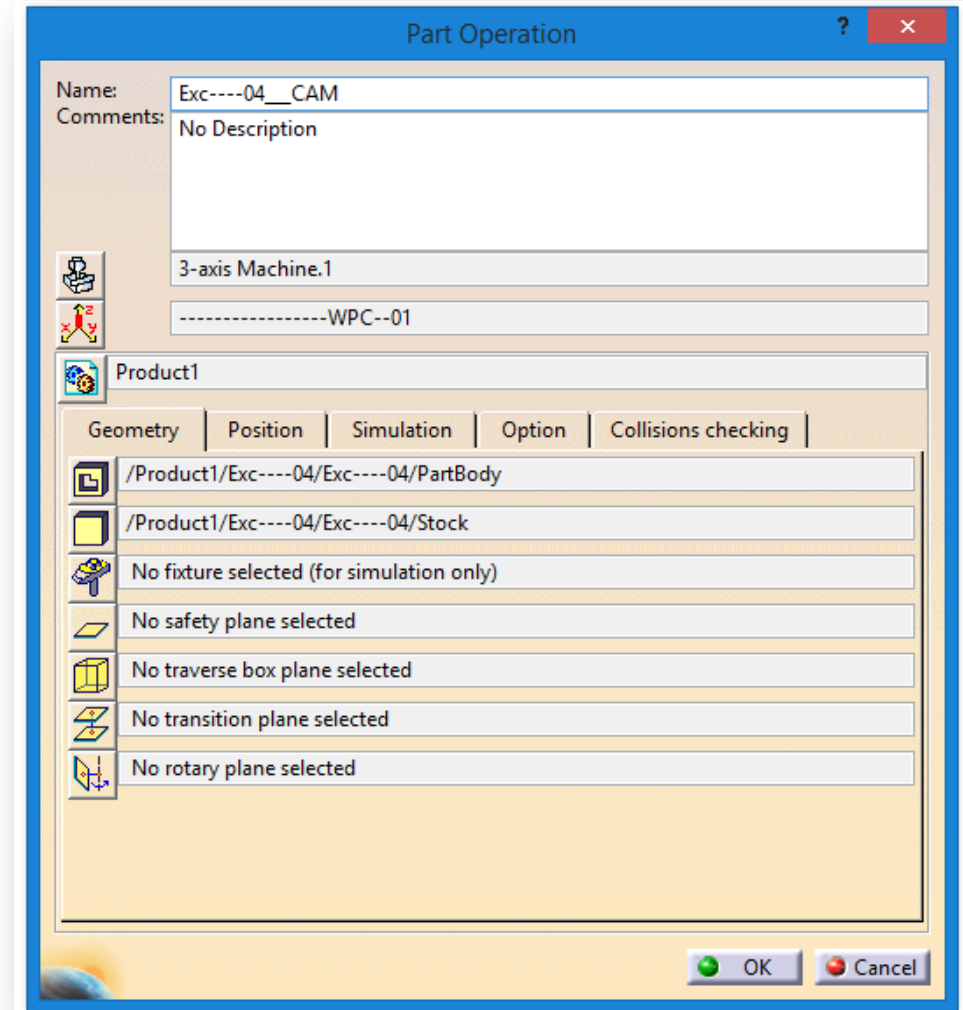 Part Operation
?
×
Name:
Exc----04__CAM
Comments:
No Description
3-axis Machine.1
z
x y
-----------------WPC--01
Product1
Geometry Position Simulation Option Collisions checking
/Product1/Exc----04/Exc----04/PartBody
/Product1/Exc----04/Exc----04/Stock
No fixture selected (for simulation only)
No safety plane selected
No traverse box plane selected
No transition plane selected
No rotary plane selected
OK Cancel